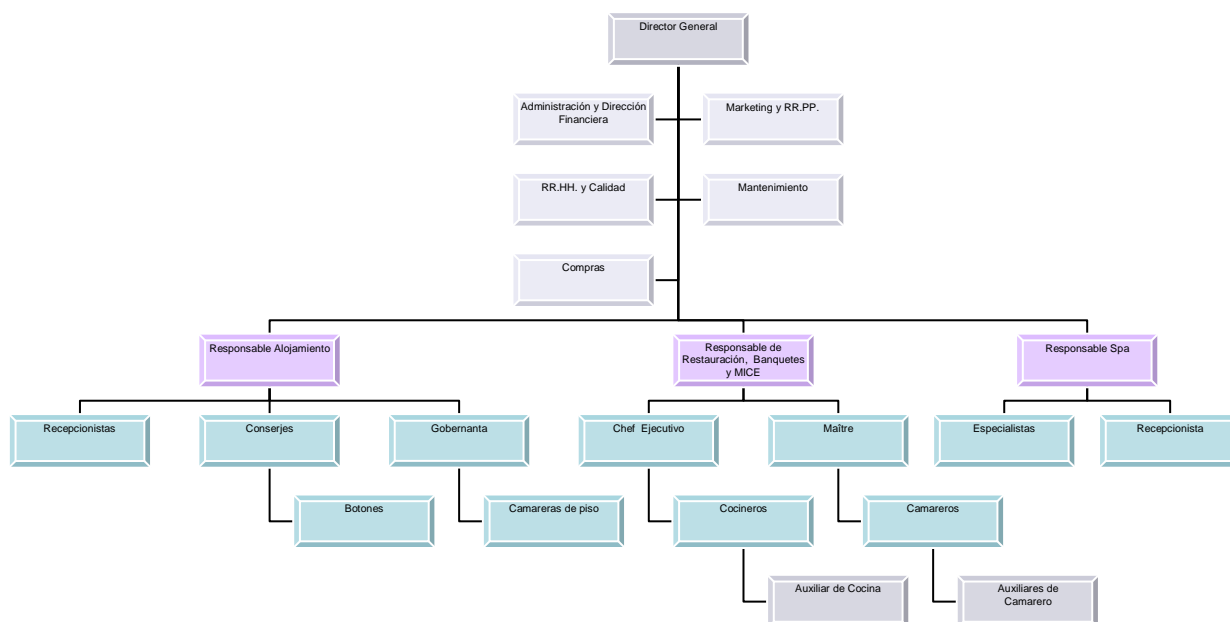 Director General
Administración y Dirección
Financiera
Marketing y RR.PP.
RR.HH. y Calidad
Mantenimiento
Compras
Responsable Alojamiento
Responsable de
Restauración, Banquetes
y MICE
Responsable Spa
Recepcionistas
Conserjes
Gobernanta
Chef Ejecutivo
Maître
Especialistas
Recepcionista
Botones
Camareras de piso
Cocineros
Camareros
Auxiliar de Cocina
Auxiliares de
Camarero